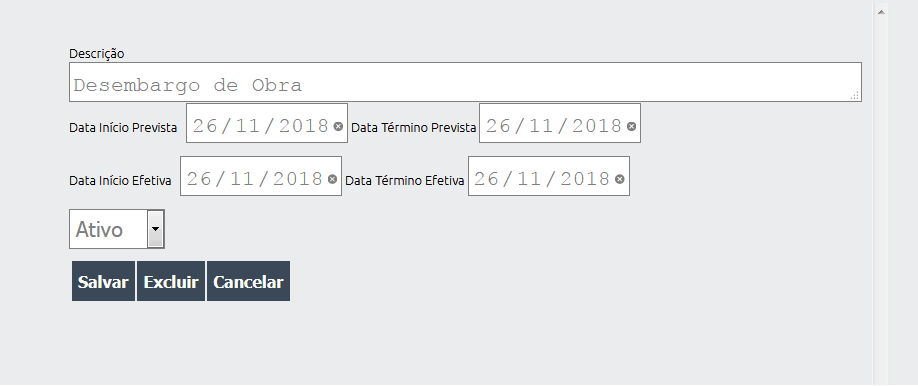 Descrição
Desembargo de Obra
Data Início Prevista 26/11/2018 Data Término Prevista 26/11/2018
Data Início Efetiva 26/11/2018 Data Término Efetiva 26/11/2018
Ativo
Salvar Excluir Cancelar